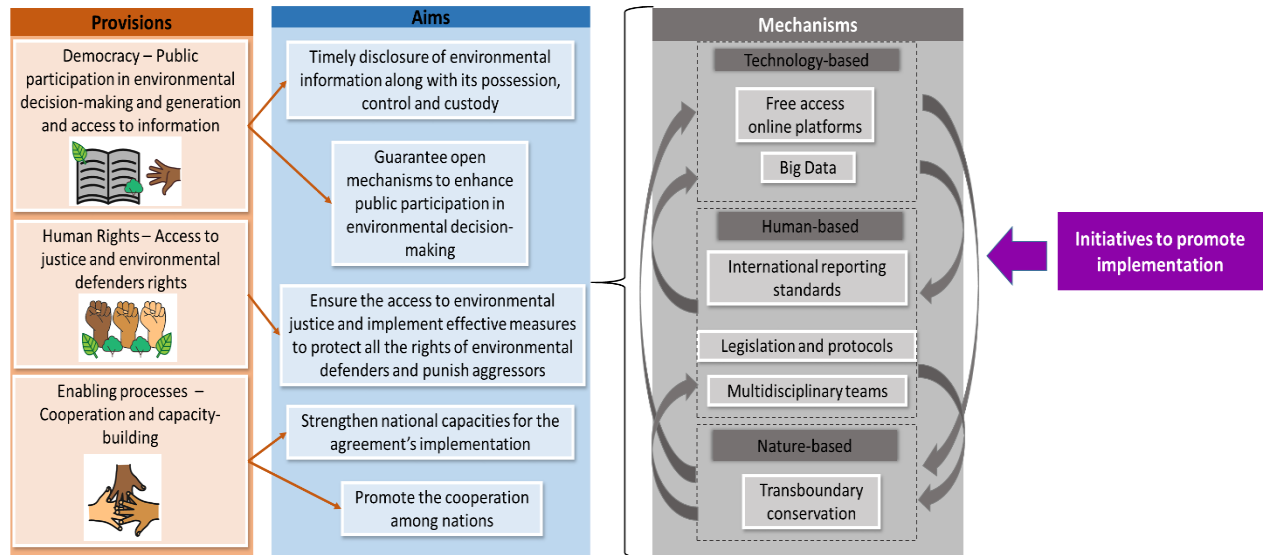 Provisions
Democracy – Public
participation in environmental
decision-making and generation
and access to information
Human Rights – Access to
justice and environmental
defenders rights
Enabling processes –
Cooperation and capacity-
building
Aims
Timely disclosure of environmental
information along with its possession,
control and custody
Guarantee open
mechanisms to enhance
public participation in
environmental decision-
making
Ensure the access to environmental
justice and implement effective measures
to protect all the rights of environmental
defenders and punish aggressors
Strengthen national capacities for the
agreement’s implementation
Promote the cooperation
among nations
Mechanisms
Technology-based
Free access
online platforms
Big Data
Human-based
International reporting
standards
Legislation and protocols
Multidisciplinary teams
Nature-based
Transboundary
conservation
Initiatives to promote
implementation